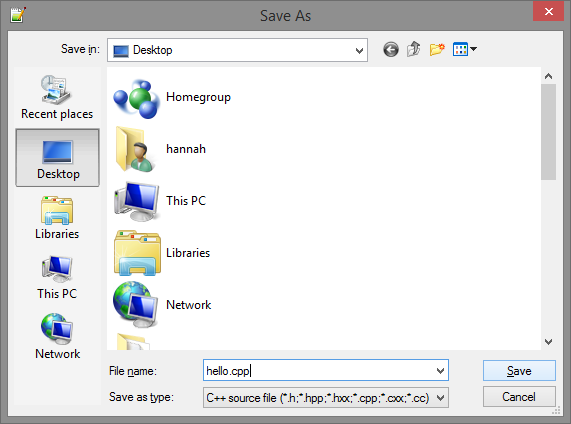 Save As
Save in:
Desktop
Recent places
Desktop
Libraries
This PC
Network
Homegroup
hannah
This PC
Libraries
Network
File name:
hello.cpp
Save
Save as type:
C++ source file (*.h;*.hpp;*.hxx;*.cpp;*.cxx;*.cc)
Cancel